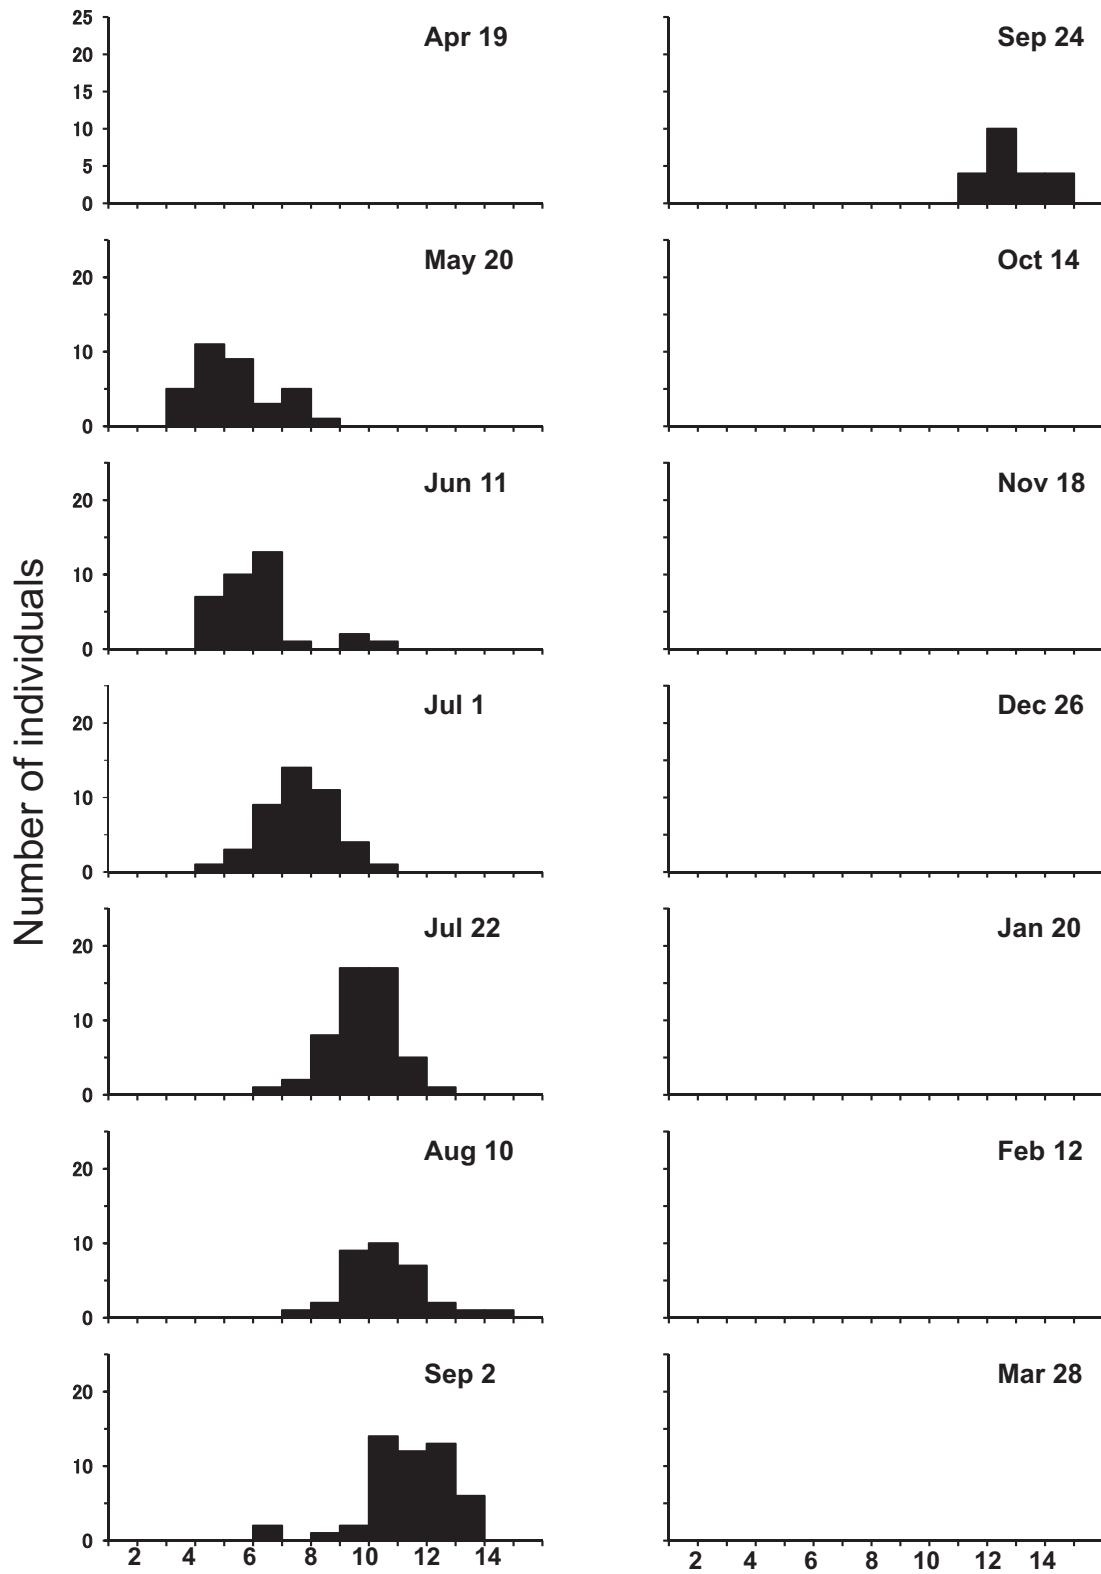 Number of individuals
Apr 19
25
20
15
10
5
0
May 20
20
10
0
Jun 11
20
10
0
Jul 1
20
10
0
Jul 22
20
10
0
Aug 10
20
10
0
Sep 2
20
10
0
2 4 6 8 10 12 14
Sep 24
Oct 14
Nov 18
Dec 26
Jan 20
Feb 12
Mar 28
2 4 6 8 10 12 14